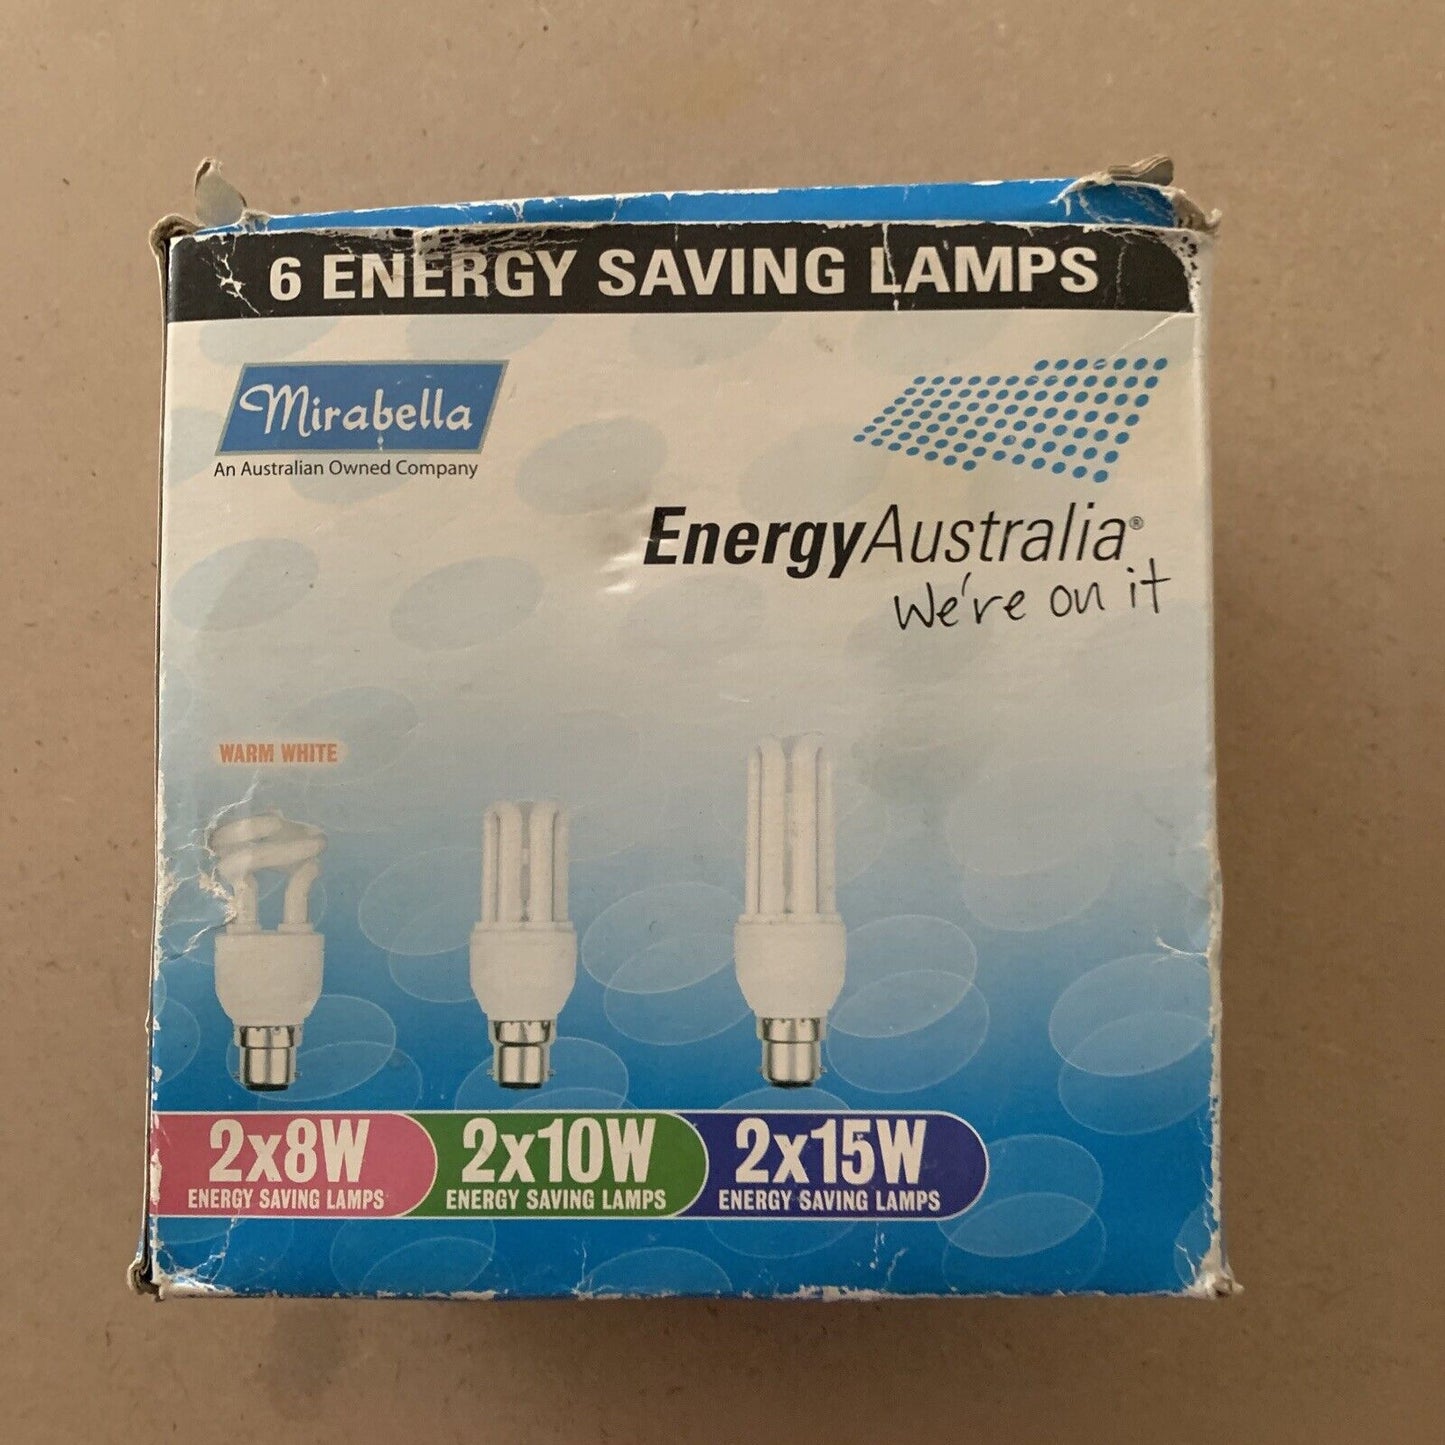 6 ENERGY SAVING LAMPS
Mirabella
An Australian Owned Company
EnergyAustralia®
We're on it
WARM WHITE
2x8W
ENERGY SAVING LAMPS
2x10W
ENERGY SAVING LAMPS
2x15W
ENERGY SAVING LAMPS